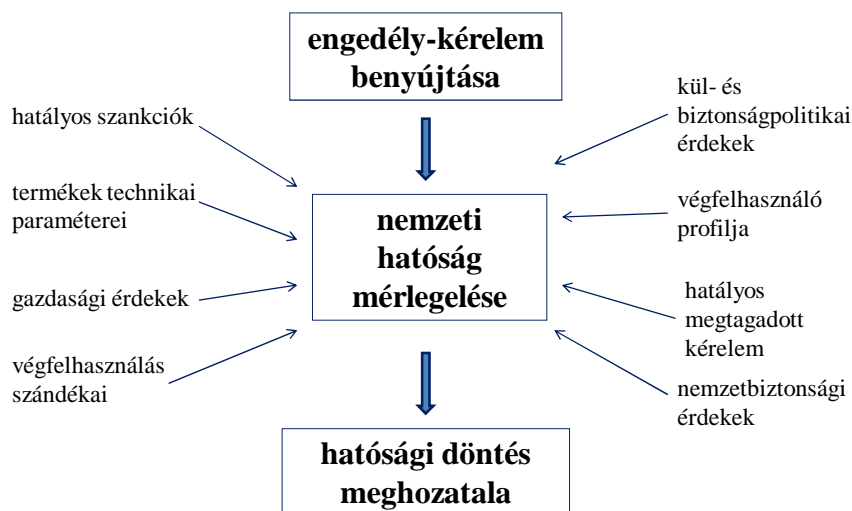 engedély-kérelem
benyújtása
hatályos szankciók
termékek technikai
paraméterei
gazdasági érdekek
végfelhasználás
szándékai
nemzeti
hatóság
mérlegelése
kül- és
biztonságpolitikai
érdekek
végfelhasználó
profilja
hatályos
megtagadott
kérelem
nemzetbiztonsági
érdekek
hatósági döntés
meghozatala